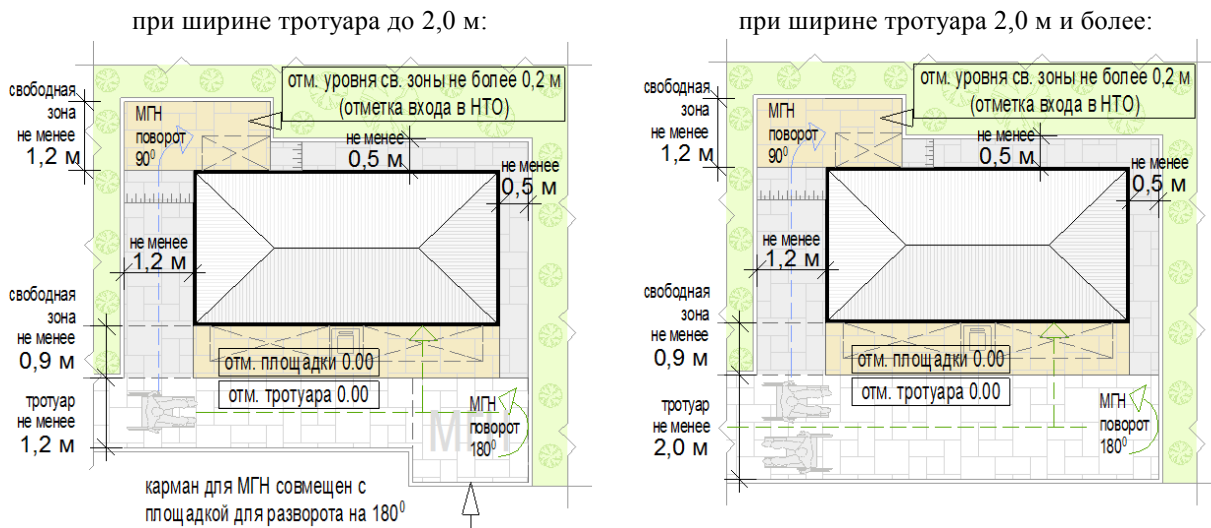 при ширине тротуара до 2,0 м:
отм. уровня св. зоны не более 0,2 м
(отметка входа в НТО)
свободная
зона
не менее
1,2 м
МГН
поворот
90⁰
не менее
0,5 м
не менее
0,5 м
не менее
1,2 м
свободная
зона
не менее
0,9 м
отм. площадки 0.00
отм. тротуара 0.00
тротуар
не менее
1,2 м
МГН
МГН
поворот
180⁰
карман для МГН совмещен с
площадкой для разворота на 180⁰
при ширине тротуара 2,0 м и более:
отм. уровня св. зоны не более 0,2 м
(отметка входа в НТО)
свободная
зона
не менее
1,2 м
МГН
поворот
90⁰
не менее
0,5 м
не менее
0,5 м
не менее
1,2 м
свободная
зона
не менее
0,9 м
отм. площадки 0.00
отм. тротуара 0.00
тротуар
не менее
2,0 м
МГН
поворот
180⁰